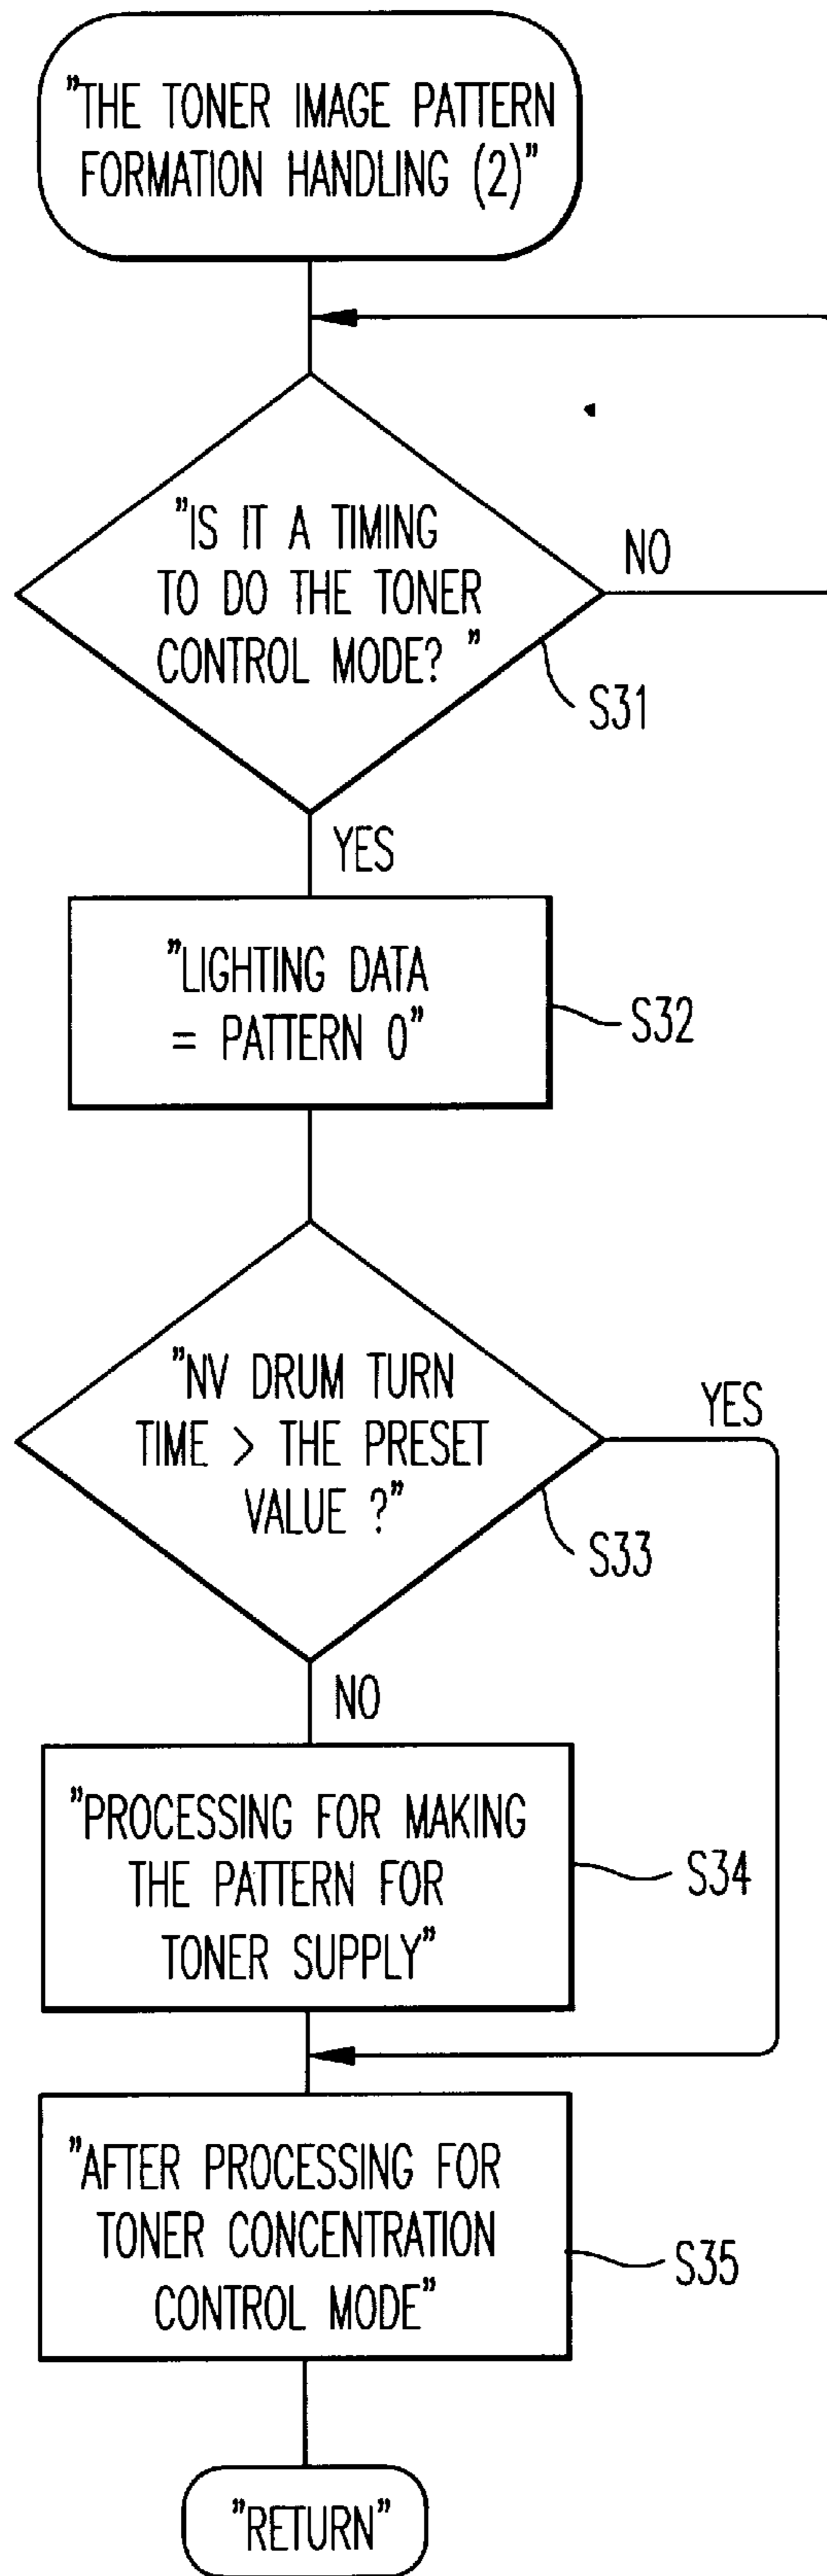 "THE TONER IMAGE PATTERN
FORMATION HANDLING (2)"
"IS IT A TIMING
TO DO THE TONER
CONTROL MODE? "
NO
S31
YES
"LIGHTING DATA
= PATTERN 0"
S32
"NV DRUM TURN
TIME > THE PRESET
VALUE ?"
YES
S33
NO
"PROCESSING FOR MAKING
THE PATTERN FOR
TONER SUPPLY"
S34
"AFTER PROCESSING FOR
TONER CONCENTRATION
CONTROL MODE"
S35
"RETURN"